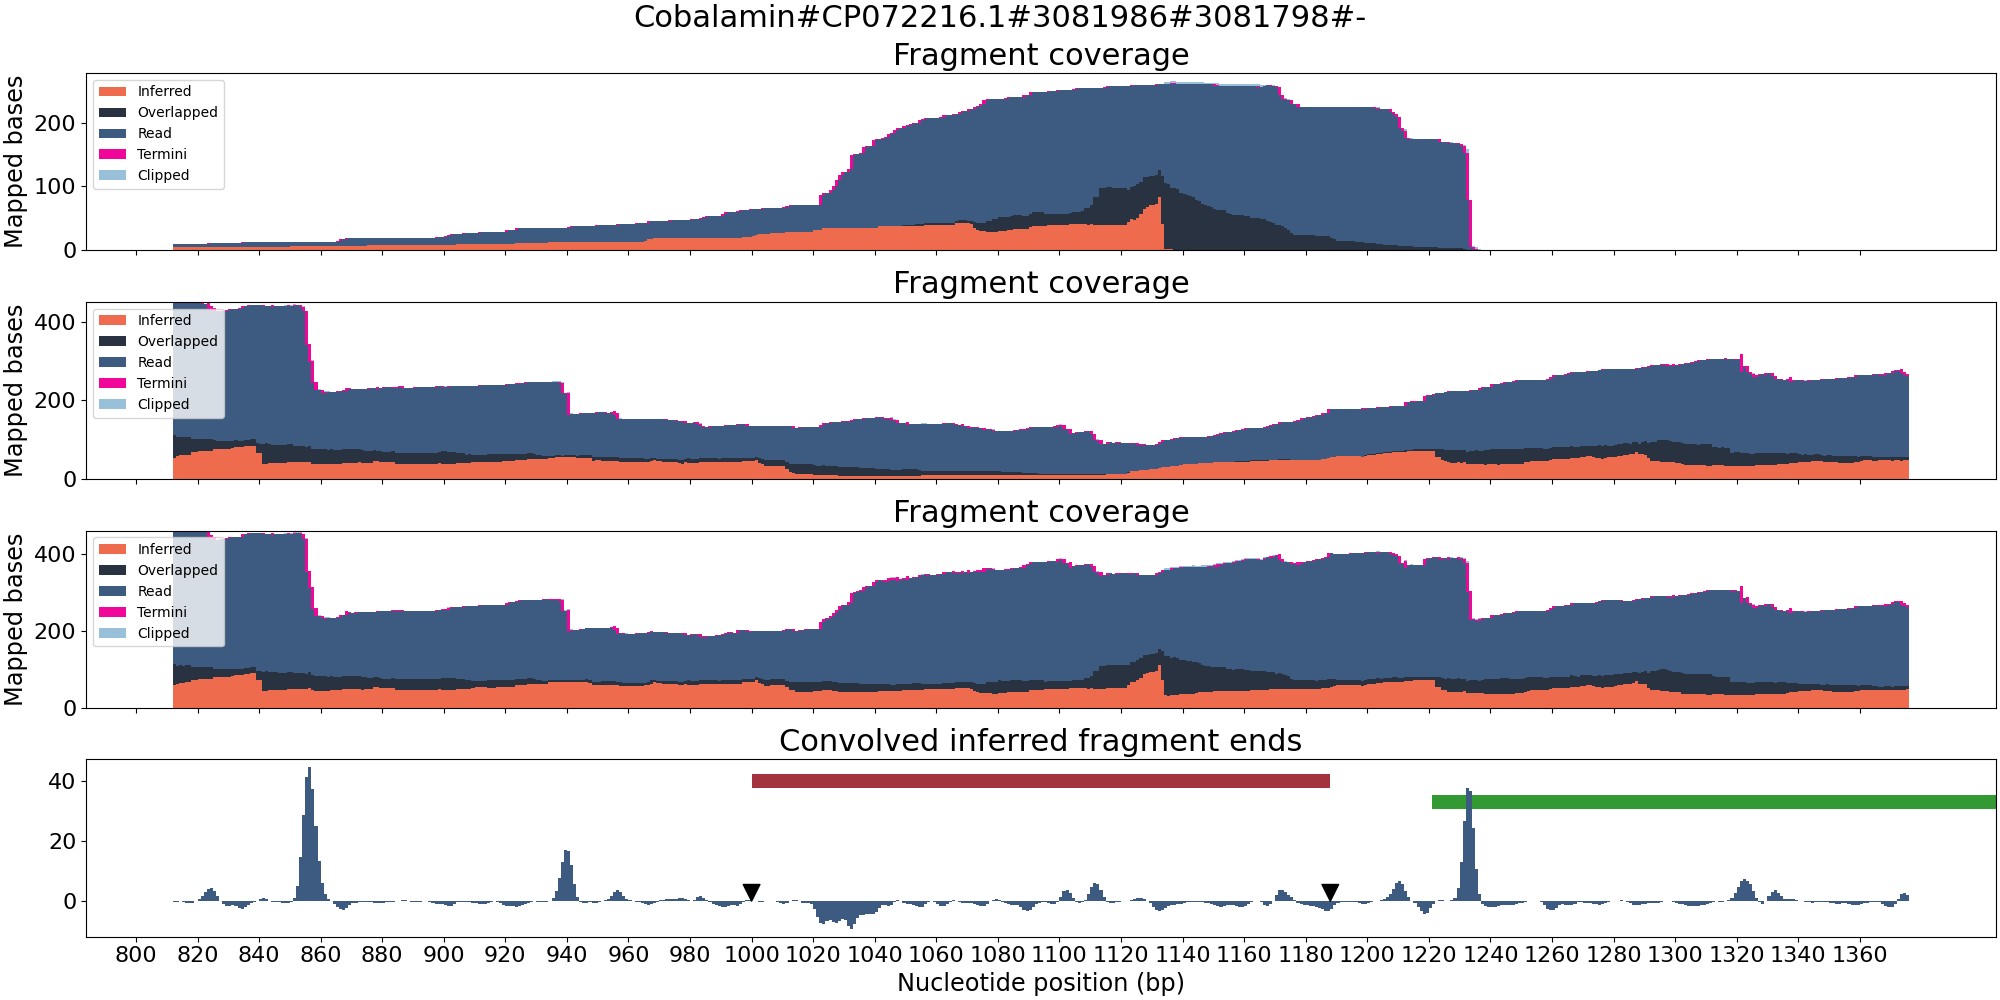 Cobalamin#CP072216.1#3081986#3081798#-
Fragment coverage
Mapped bases
200
100
0
Inferred
Overlapped
Read
Termini
Clipped
Fragment coverage
Mapped bases
400
200
0
Inferred
Overlapped
Read
Termini
Clipped
Fragment coverage
Mapped bases
400
200
0
Inferred
Overlapped
Read
Termini
Clipped
Convolved inferred fragment ends
40
20
0
800 820 840 860 880 900 920 940 960 980 1000 1020 1040 1060 1080 1100 1120 1140 1160 1180 1200 1220 1240 1260 1280 1300 1320 1340 1360
Nucleotide position (bp)